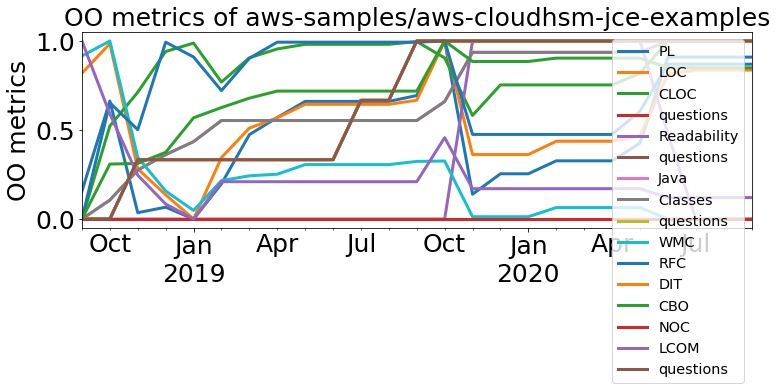 OO metrics of aws-samples/aws-cloudhsm-jce-examples
OO metrics
1.0
0.5
0.0
Oct
Jan
2019
Apr
Jul
Oct
Jan
2020
Apr
Jul
PL
LOC
CLOC
questions
Readability
questions
Java
Classes
questions
WMC
RFC
DIT
CBO
NOC
LCOM
questions